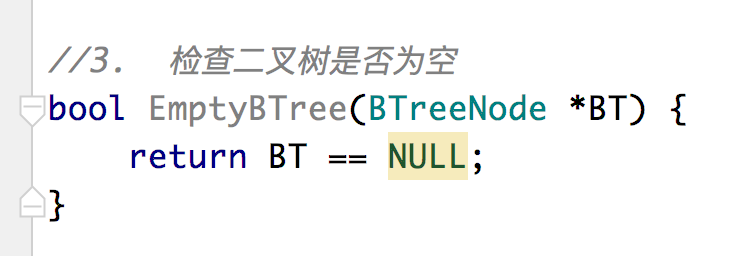 //3.  检查二叉树是否为空
bool EmptyBTree(BTreeNode *BT) {
    return BT == NULL;
}